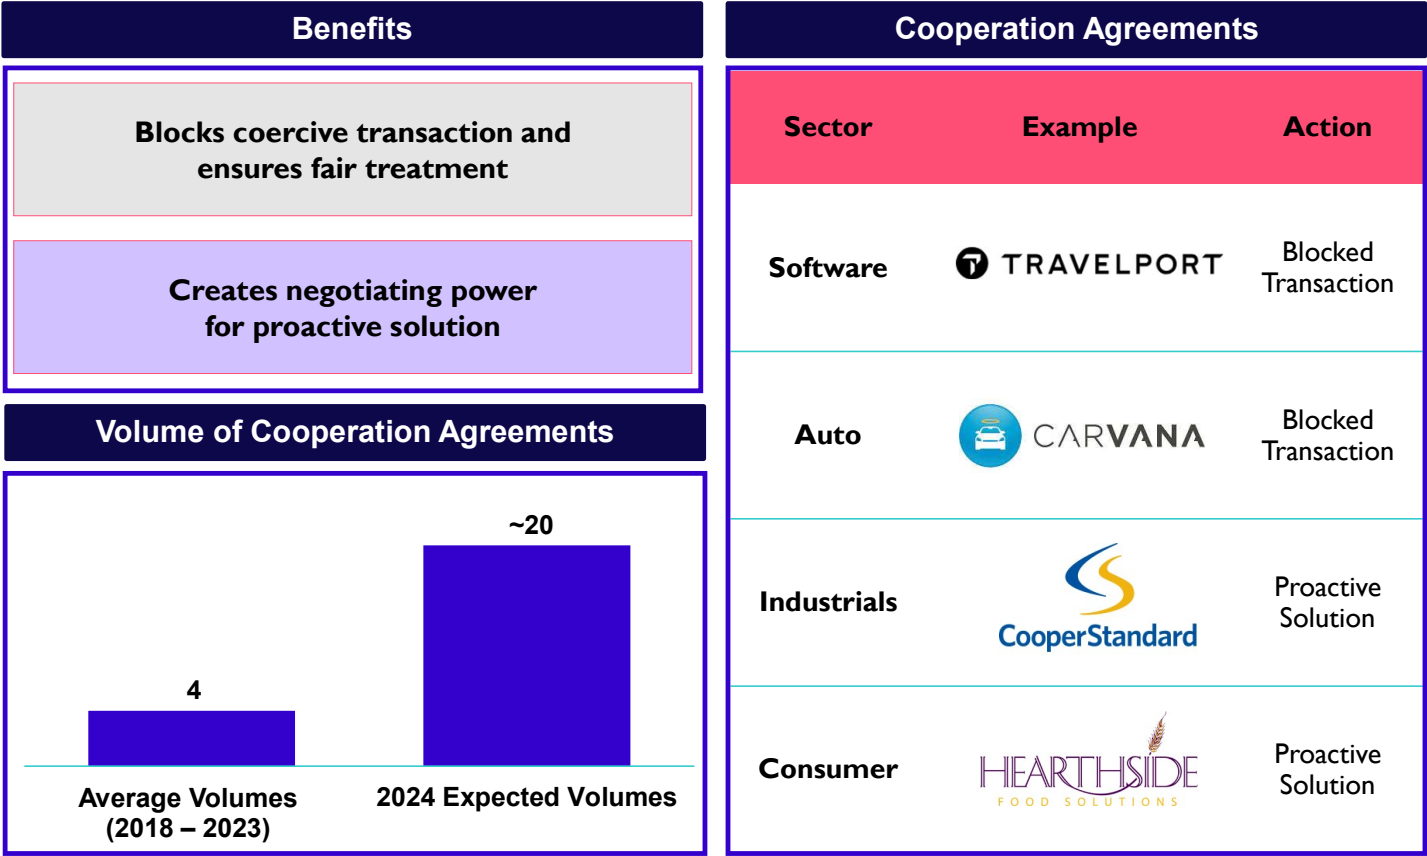 Benefits
Blocks coercive transaction and
ensures fair treatment
Creates negotiating power
for proactive solution
Volume of Cooperation Agreements
~20
4
Average Volumes
(2018 – 2023)
2024 Expected Volumes
Cooperation Agreements
Sector Example Action
Software TRAVELPORT Blocked
Transaction
Auto CARVANA Blocked
Transaction
Industrials CooperStandard Proactive
Solution
Consumer HEARTHSIDE Proactive
FOOD SOLUTIONS Solution